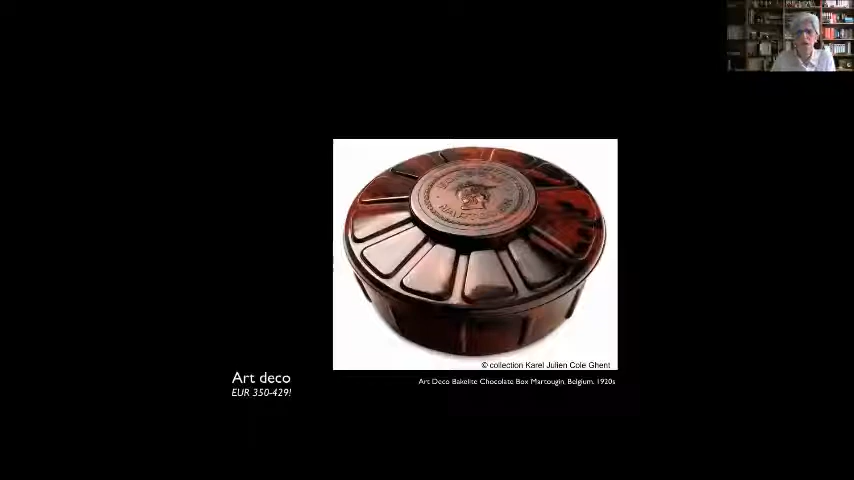 © collection Karel Julien Cole Ghent
Art deco
EUR 350-429!
Art Deco Bakelite Chocolate Box Martougin, Belgium, 1920s